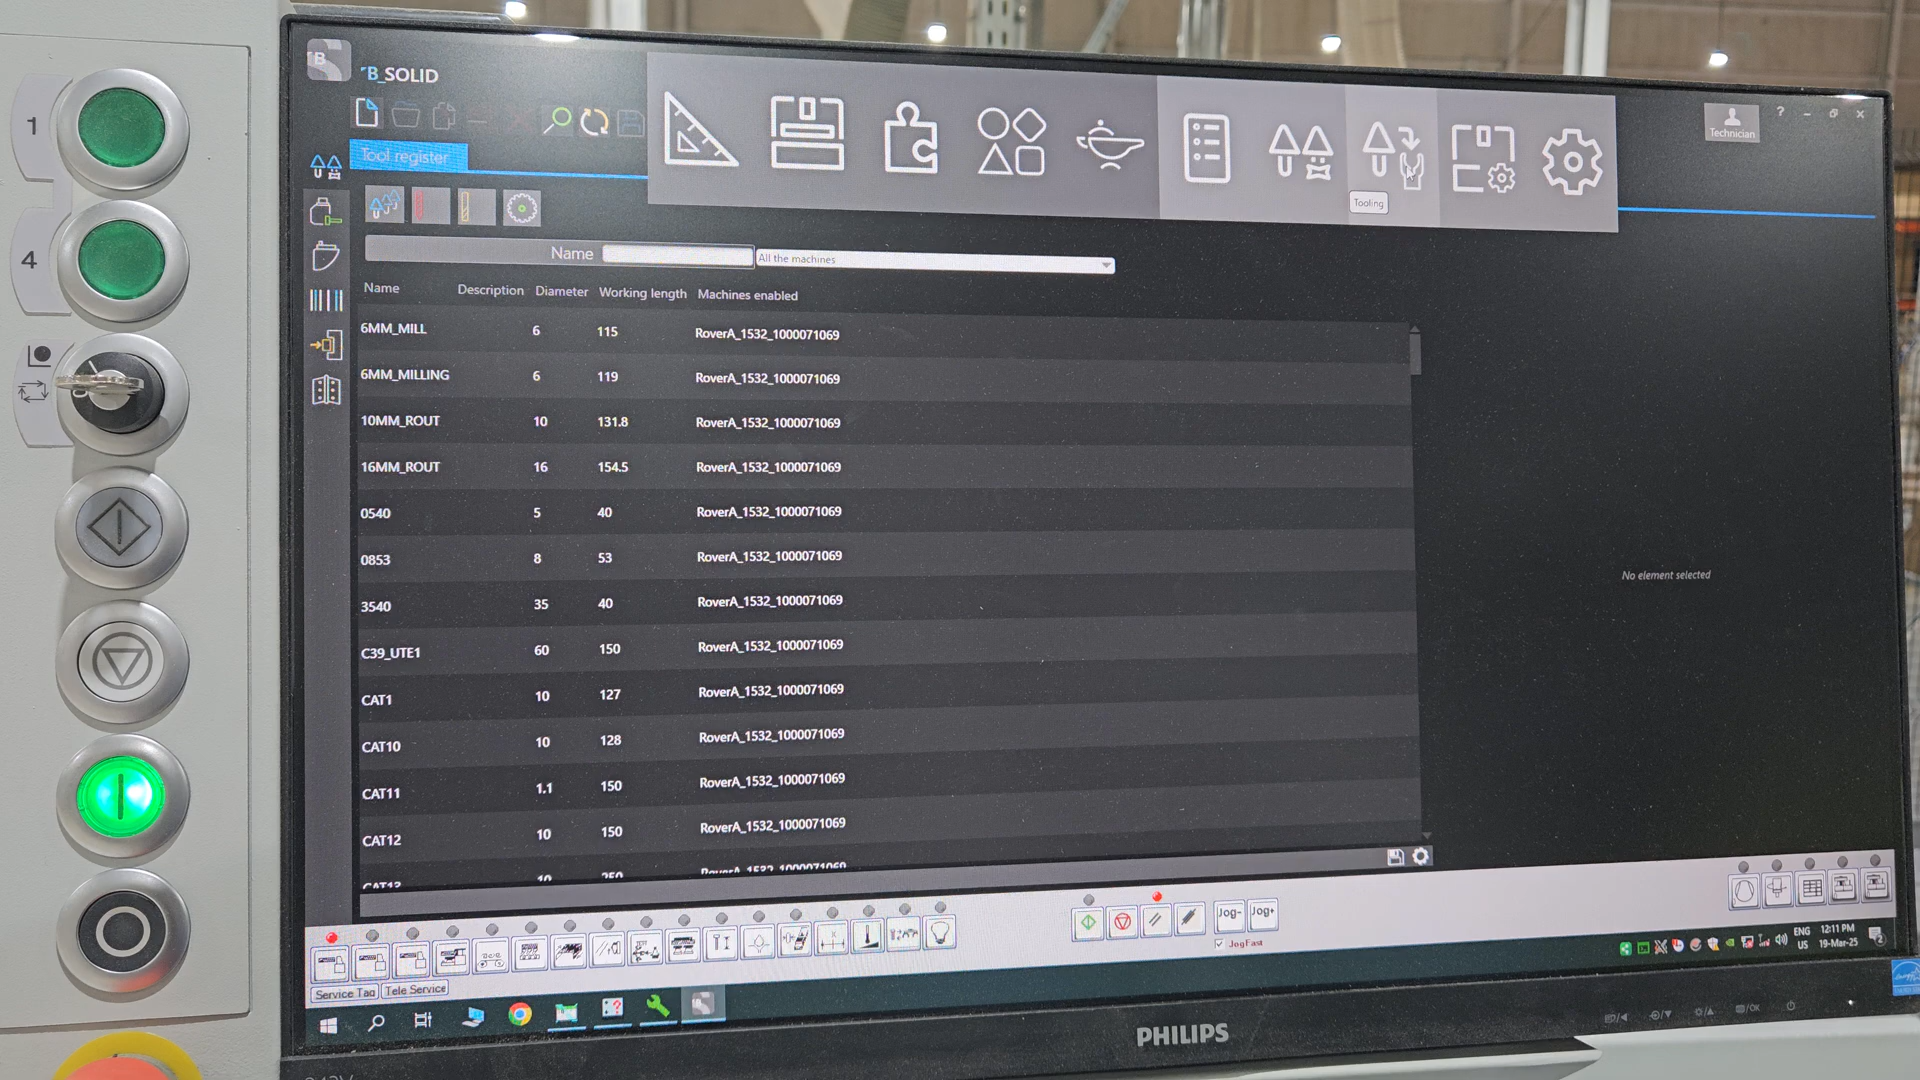 1
4
B_SOLID
Technician
?
Tool register
Tooling
Name
All the machines
Name Description Diameter Working length Machines enabled
6MM_MILL 6 115 RoverA_1532_1000071069
6MM_MILLING 6 119 RoverA_1532_1000071069
10MM_ROUT 10 131.8 RoverA_1532_1000071069
16MM_ROUT 16 154.5 RoverA_1532_1000071069
0540 5 40 RoverA_1532_1000071069
0853 8 53 RoverA_1532_1000071069
3540 35 40 RoverA_1532_1000071069
C39_UTE1 60 150 RoverA_1532_1000071069
CAT1 10 127 RoverA_1532_1000071069
CAT10 10 128 RoverA_1532_1000071069
CAT11 1.1 150 RoverA_1532_1000071069
CAT12 10 150 RoverA_1532_1000071069
No element selected
Jog- Jog+
JogFast
Service Tag Tele Service
ENG
US
12:11 PM
19-Mar-25
2
PHILIPS